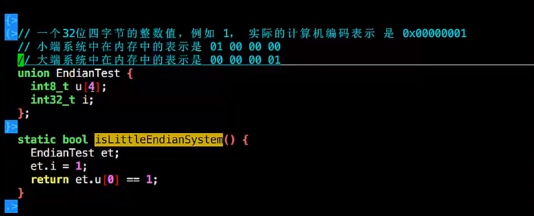 {>
{>// 一个32位四字节的整数值，例如 1， 实际的计算机编码表示 是 0x00000001
// 小端系统中在内存中的表示是 01 00 00 00
// 大端系统中在内存中的表示是 00 00 00 01
union EndianTest {
int8_t u[4];
int32_t i;
};
}>
static bool isLittleEndianSystem() {
EndianTest et;
et.i = 1;
return et.u[0] == 1;
}
.>